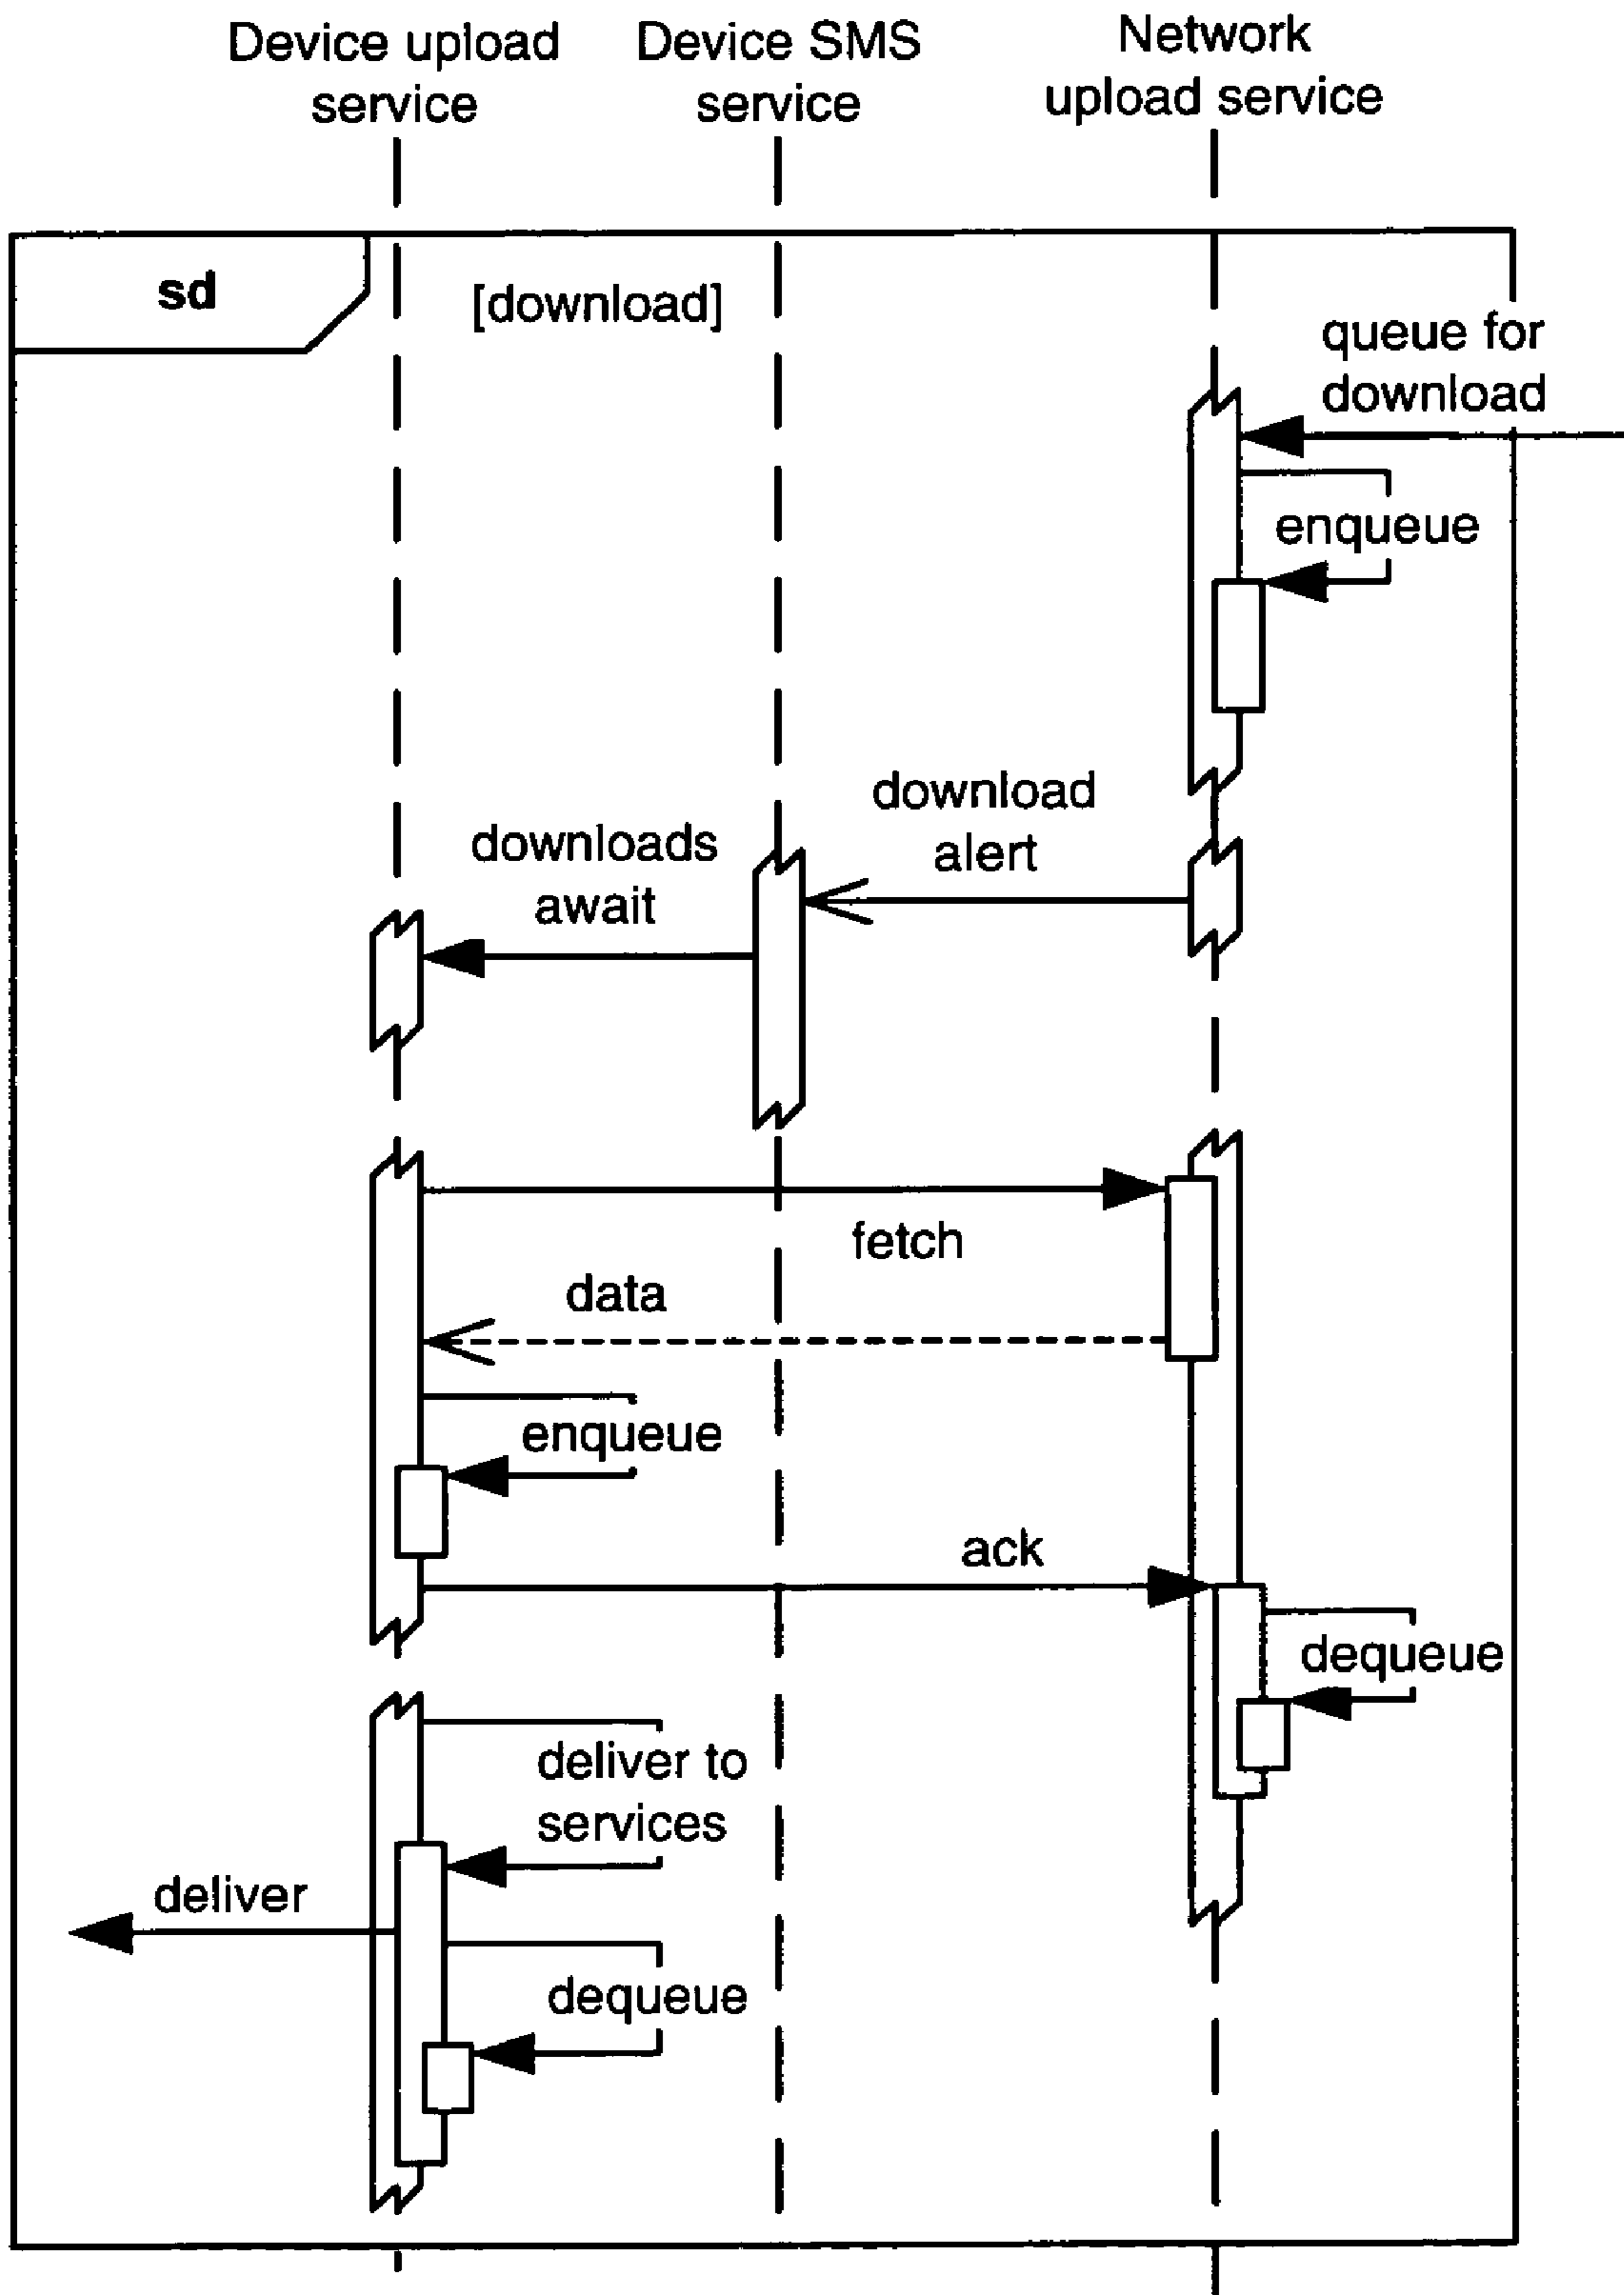 Device upload
service
Device SMS
service
Network
upload service
sd
[download]
queue for
download
enqueue
download
alert
downloads
await
fetch
data
enqueue
ack
dequeue
deliver to
services
deliver
dequeue